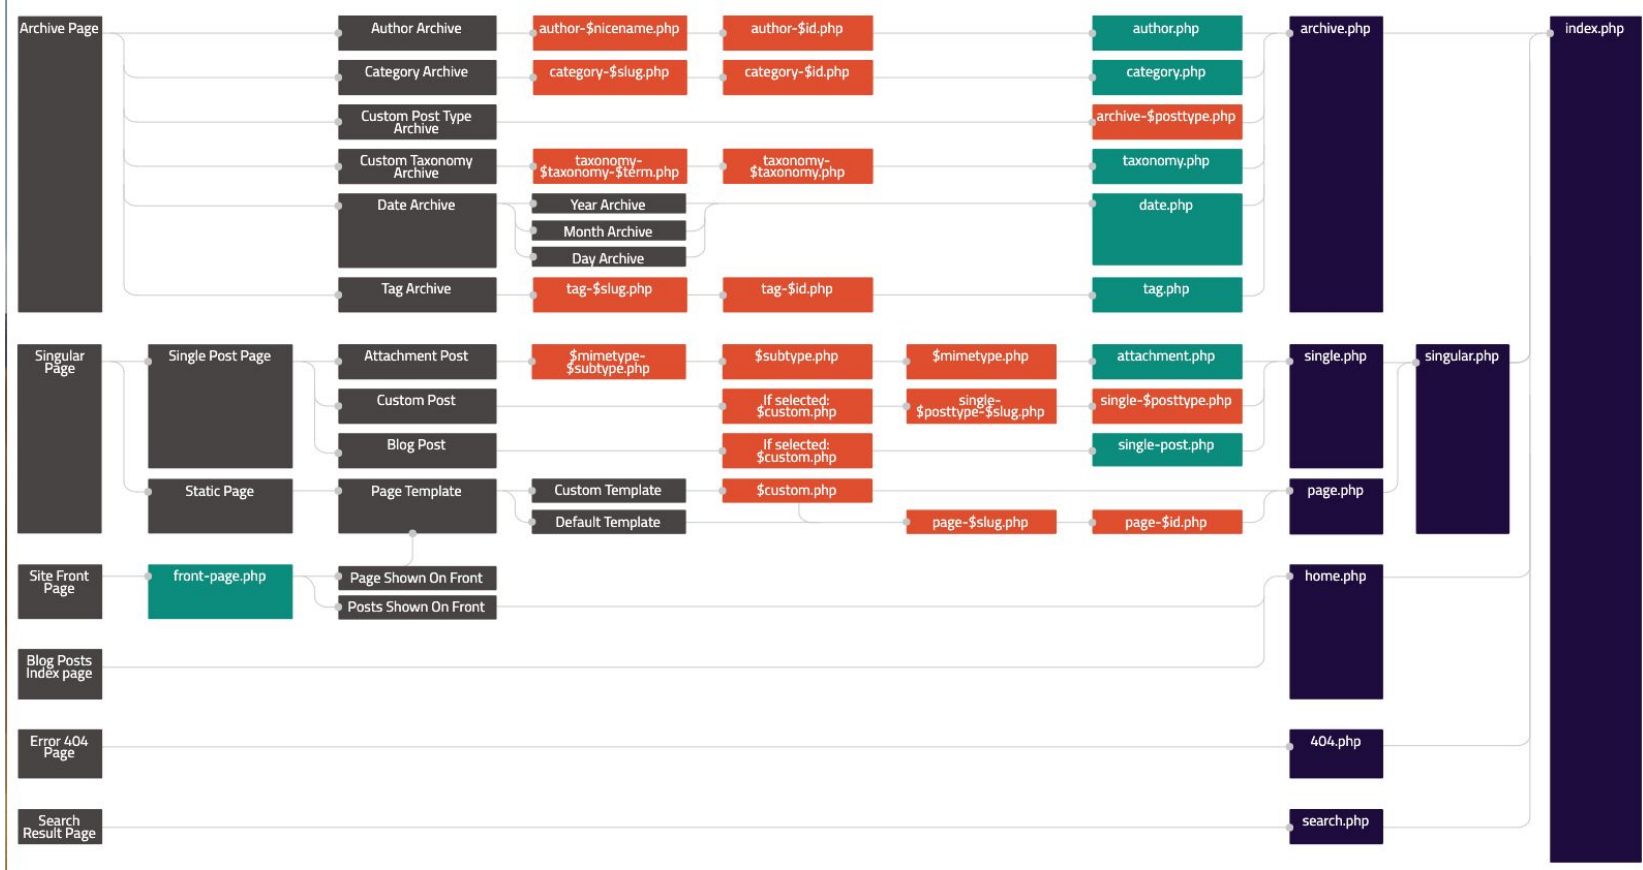 Archive Page
Author Archive
author-$nicename.php
author-$id.php
author.php
archive.php
index.php
Category Archive
category-$slug.php
category-$id.php
category.php
Custom Post Type
Archive
archive-$posttype.php
Custom Taxonomy
Archive
taxonomy-
$taxonomy-$term.php
taxonomy-
$taxonomy.php
taxonomy.php
Date Archive
Year Archive
Month Archive
Day Archive
date.php
Tag Archive
tag-$slug.php
tag-$id.php
tag.php
Singular
Page
Single Post Page
Attachment Post
$mimetype-
$subtype.php
$subtype.php
$mimetype.php
attachment.php
single.php
singular.php
Custom Post
If selected:
$custom.php
single-
$posttype-$slug.php
single-$posttype.php
Blog Post
If selected:
$custom.php
single-post.php
Static Page
Page Template
Custom Template
$custom.php
page.php
Default Template
page-$slug.php
page-$id.php
Site Front
Page
front-page.php
Page Shown On Front
Posts Shown On Front
home.php
Blog Posts
Index page
Error 404
Page
404.php
Search
Result Page
search.php